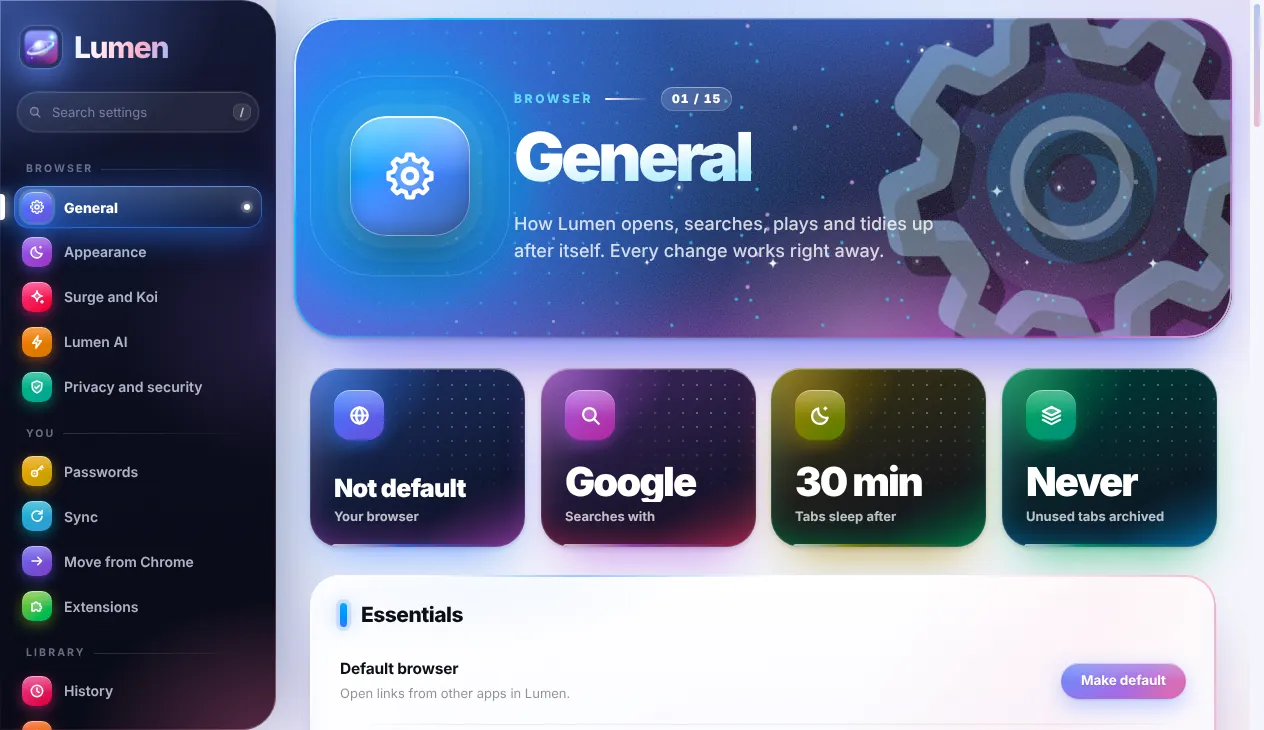 Lumen
Search settings
/
BROWSER
General
Appearance
Surge and Koi
Lumen AI
Privacy and security
YOU
Passwords
Sync
Move from Chrome
Extensions
LIBRARY
History
BROWSER
01 / 15
General
How Lumen opens, searches, plays and tidies up
after itself. Every change works right away.
Not default
Your browser
Google
Searches with
30 min
Tabs sleep after
Never
Unused tabs archived
Essentials
Default browser
Open links from other apps in Lumen.
Make default